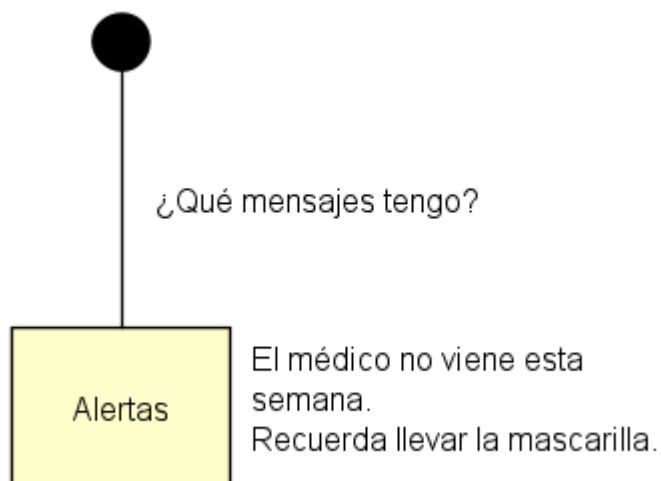 ¿Qué mensajes tengo?
Alertas
El médico no viene esta
semana.
Recuerda llevar la mascarilla.